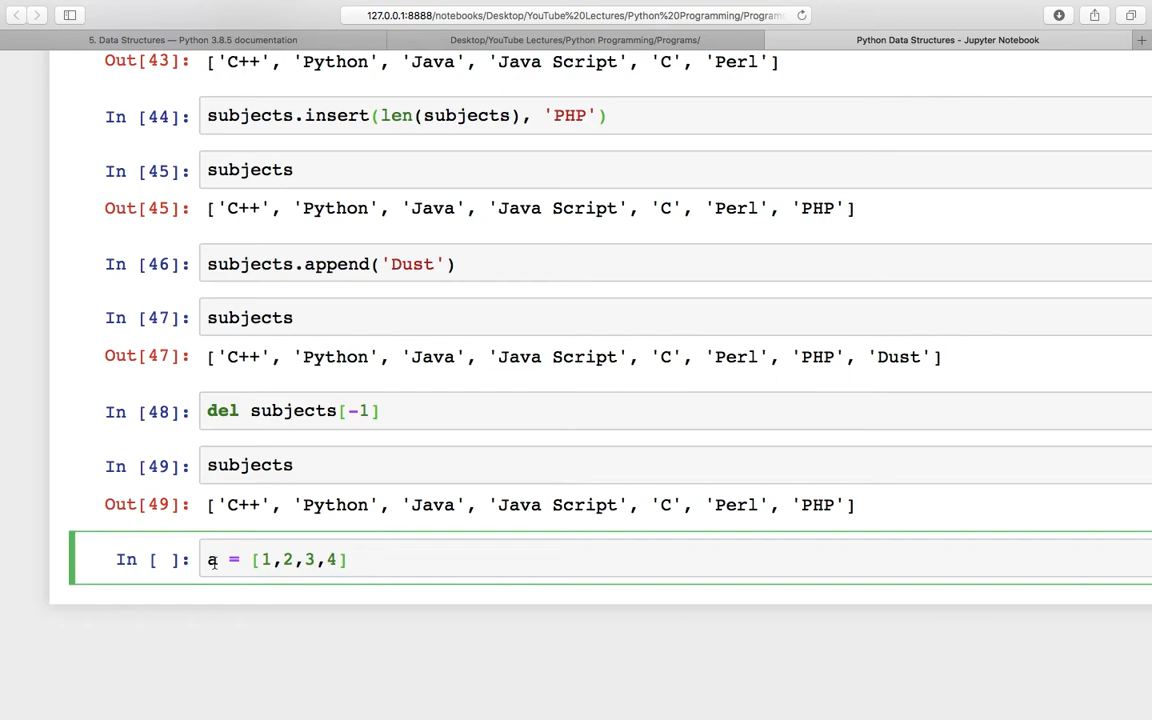 127.0.0.1:8888/notebooks/Desktop/YouTube%20Lectures/Python%20Programming/Program
5. Data Structures — Python 3.8.5 documentation
Desktop/YouTube Lectures/Python Programming/Programs/
Python Data Structures - Jupyter Notebook
Out[43]: ['C++', 'Python', 'Java', 'Java Script', 'C', 'Perl']
In [44]: subjects.insert(len(subjects), 'PHP')
In [45]: subjects
Out[45]: ['C++', 'Python', 'Java', 'Java Script', 'C', 'Perl', 'PHP']
In [46]: subjects.append('Dust')
In [47]: subjects
Out[47]: ['C++', 'Python', 'Java', 'Java Script', 'C', 'Perl', 'PHP', 'Dust']
In [48]: del subjects[-1]
In [49]: subjects
Out[49]: ['C++', 'Python', 'Java', 'Java Script', 'C', 'Perl', 'PHP']
In [ ]: a = [1,2,3,4]